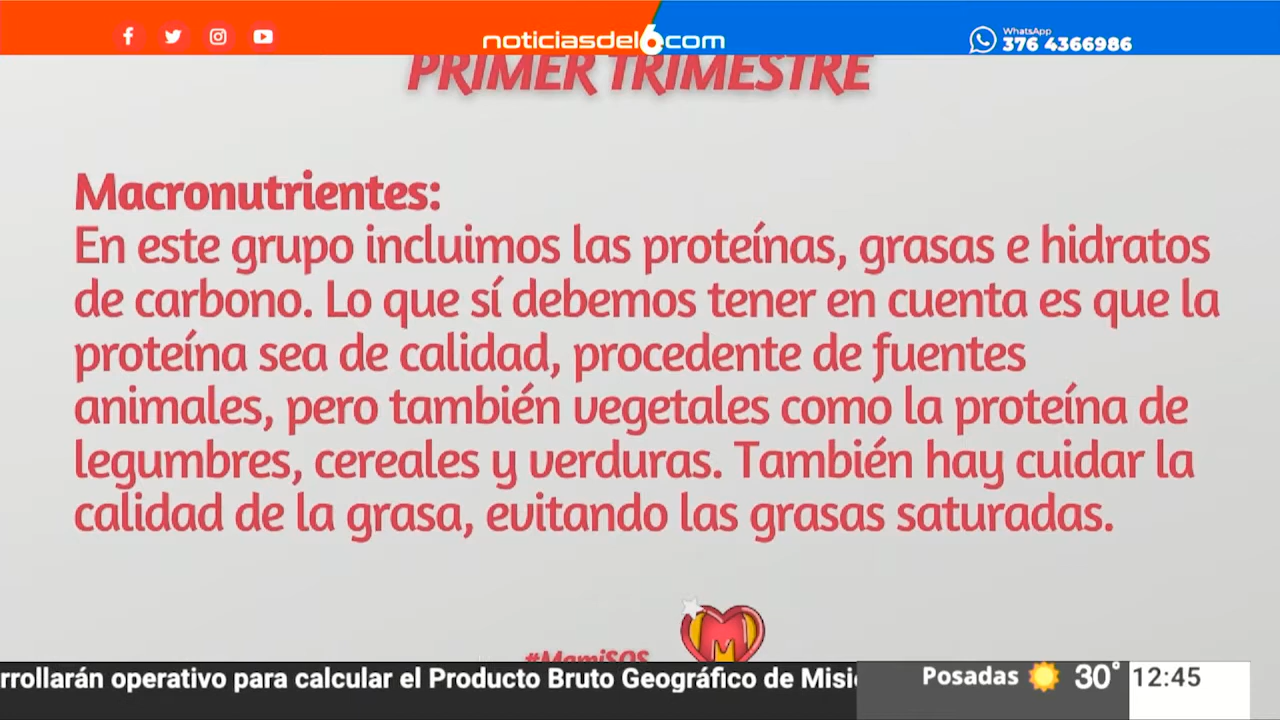 noticiasdel6.com
WhatsApp
376 4366986
PRIMER TRIMESTRE
Macronutrientes:
En este grupo incluimos las proteínas, grasas e hidratos
de carbono. Lo que sí debemos tener en cuenta es que la
proteína sea de calidad, procedente de fuentes
animales, pero también vegetales como la proteína de
legumbres, cereales y verduras. También hay cuidar la
calidad de la grasa, evitando las grasas saturadas.
#MamiSOS
M
rrollarán operativo para calcular el Producto Bruto Geográfico de Misi
Posadas 30° 12:45